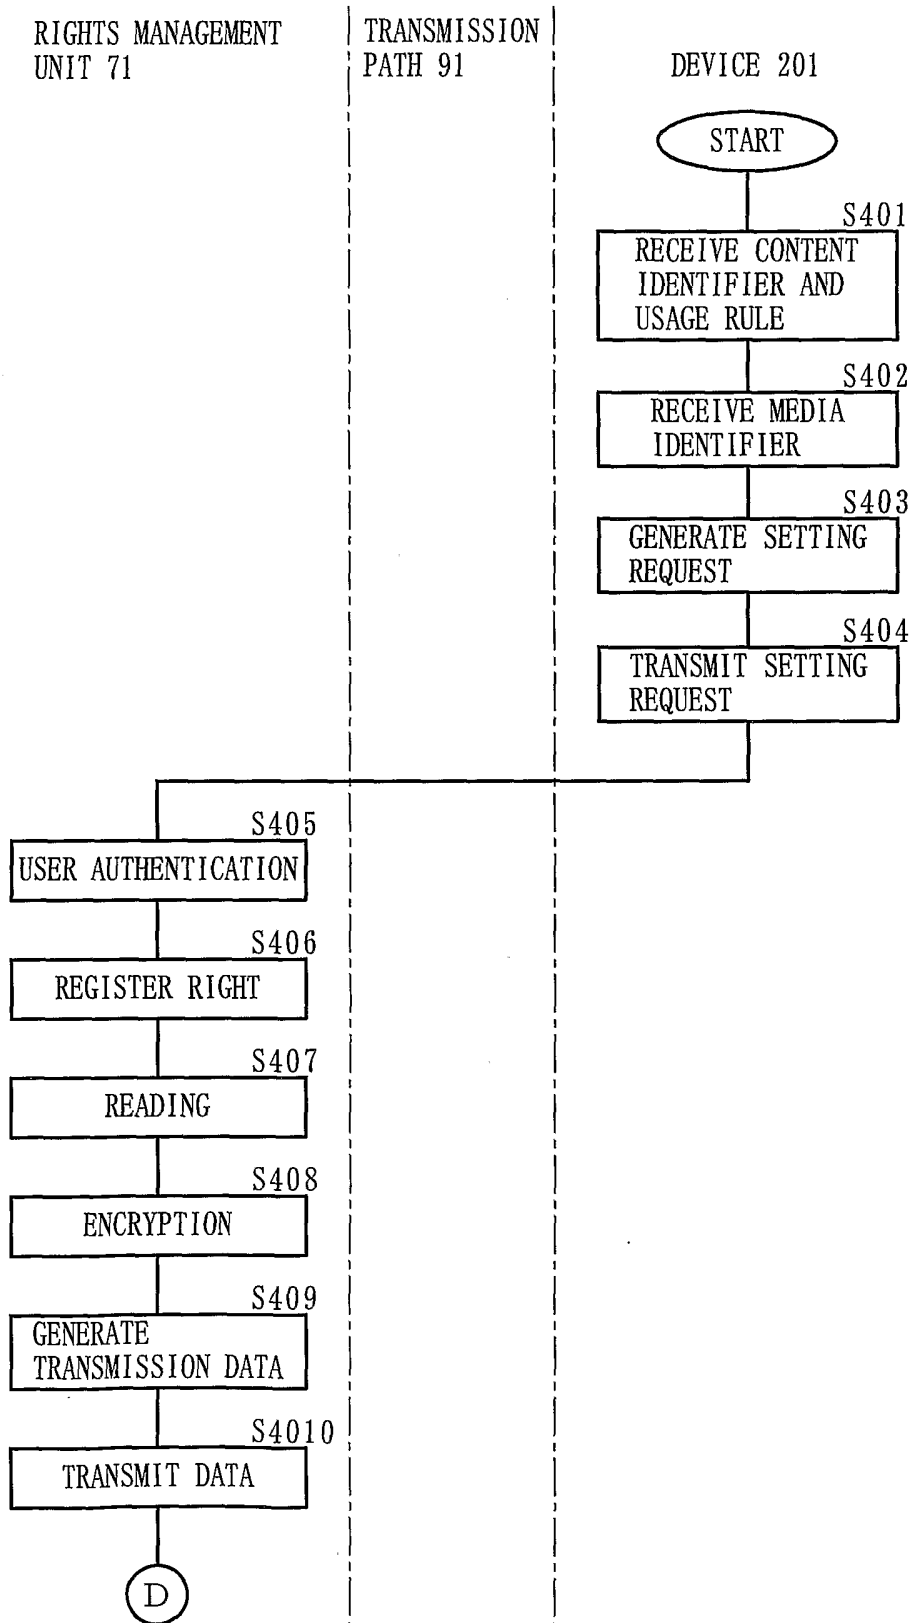 RIGHTS MANAGEMENT
UNIT 71
TRANSMISSION
PATH 91
DEVICE 201
START
S401
RECEIVE CONTENT
IDENTIFIER AND
USAGE RULE
S402
RECEIVE MEDIA
IDENTIFIER
S403
GENERATE SETTING
REQUEST
S404
TRANSMIT SETTING
REQUEST
S405
USER AUTHENTICATION
S406
REGISTER RIGHT
S407
READING
S408
ENCRYPTION
S409
GENERATE
TRANSMISSION DATA
S4010
TRANSMIT DATA
D